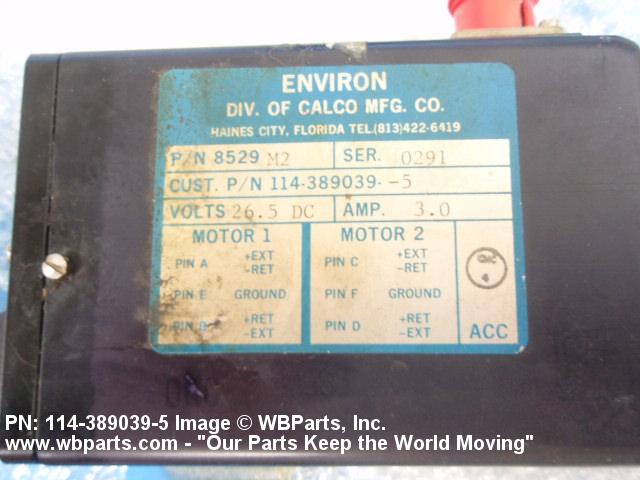 ENVIRON
DIV. OF CALCO MFG. CO.
HAINES CITY, FLORIDA TEL.(813)422-6419
P/N 8529 M2 SER. 0291
CUST. P/N 114-389039- -5
VOLTS 26.5 DC AMP. 3.0
MOTOR 1 MOTOR 2
PIN A +EXT -RET PIN C +EXT -RET
PIN E GROUND PIN F GROUND
PIN B +RET -EXT PIN D +RET -EXT
4
ACC
PN: 114-389039-5 Image © WBParts, Inc.
www.wbparts.com - "Our Parts Keep the World Moving"